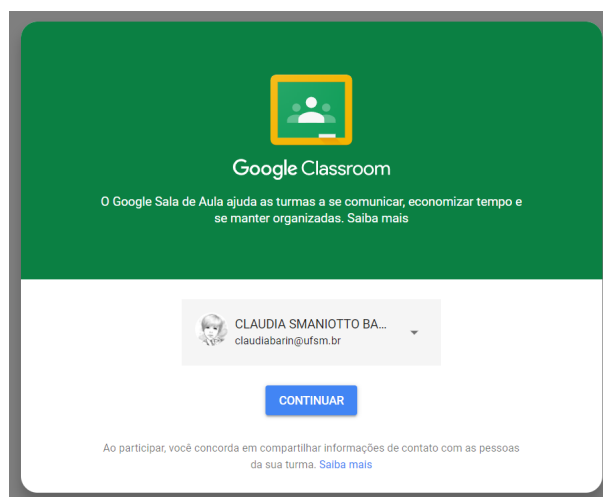 Google Classroom
O Google Sala de Aula ajuda as turmas a se comunicar, economizar tempo e
se manter organizadas. Saiba mais
CLAUDIA SMANIOTTO BA...
claudiabarin@ufsm.br
CONTINUAR
Ao participar, você concorda em compartilhar informações de contato com as pessoas
da sua turma. Saiba mais